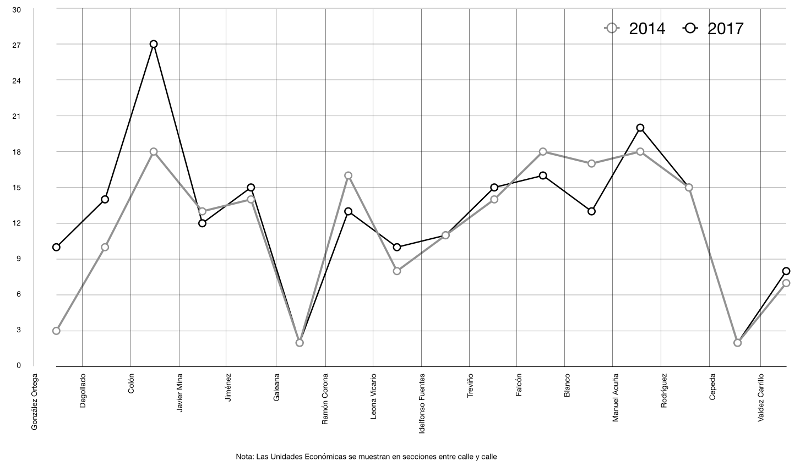 30
2014 2017
27
24
21
18
15
12
9
6
3
0
González Ortega
Degollado
Colón
Javier Mina
Jiménez
Galeana
Ramón Corona
Leona Vicario
Ildelfonso Fuentes
Treviño
Falcón
Blanco
Manuel Acuña
Rodríguez
Cepeda
Valdez Carrillo
Nota: Las Unidades Económicas se muestran en secciones entre calle y calle